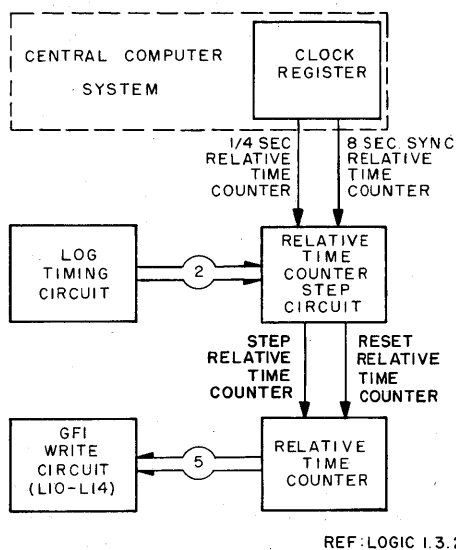 CENTRAL COMPUTER
SYSTEM
CLOCK
REGISTER
1/4 SEC
RELATIVE
TIME
COUNTER
8 SEC. SYNC
RELATIVE
TIME
COUNTER
LOG
TIMING
CIRCUIT
2
RELATIVE
TIME
COUNTER
STEP
CIRCUIT
STEP
RELATIVE
TIME
COUNTER
RESET
RELATIVE
TIME
COUNTER
GFI
WRITE
CIRCUIT
(L10-L14)
5
RELATIVE
TIME
COUNTER
REF: LOGIC 1.3.2